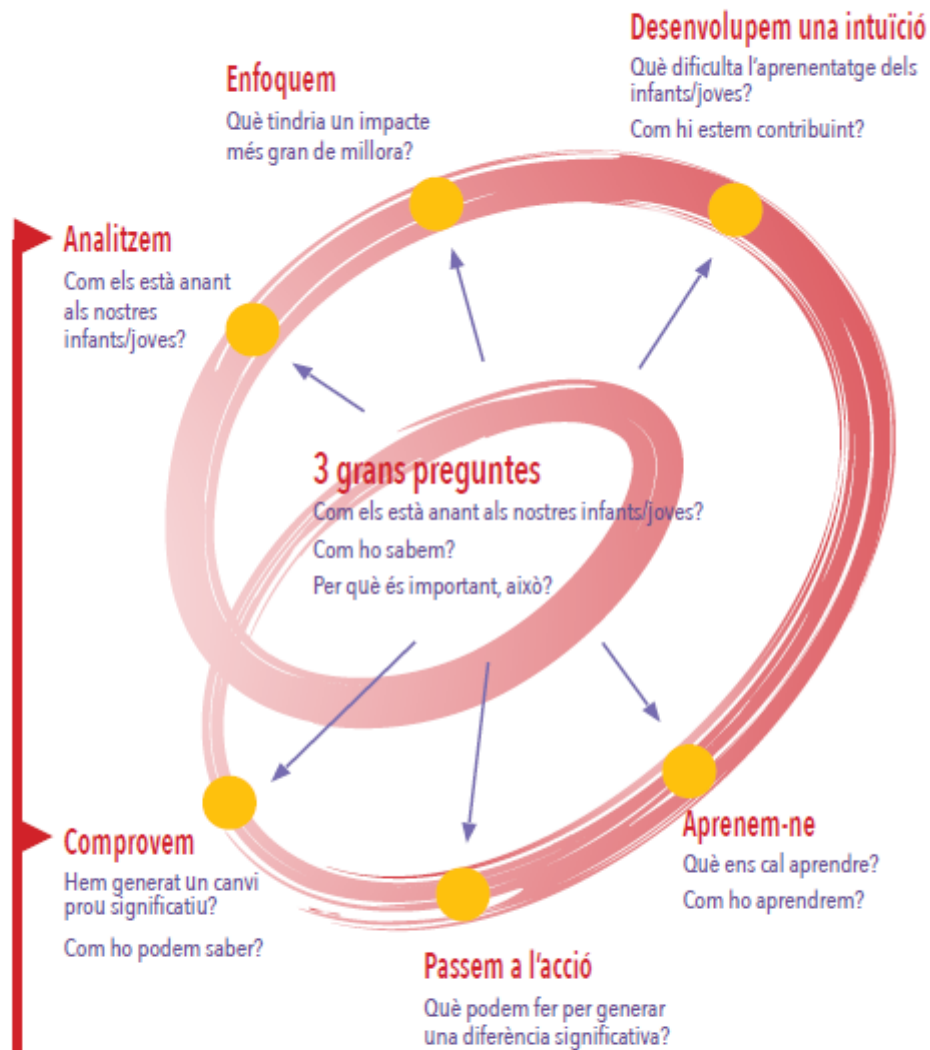 Desenvolupem una intuïció
Què dificulta l'aprenentatge dels
infants/joves?
Com hi estem contribuint?
Enfoquem
Què tindria un impacte
més gran de millora?
Analitzem
Com els està anant
als nostres
infants/joves?
3 grans preguntes
Com els està anant als nostres infants/joves?
Com ho sabem?
Per què és important, això?
Comprovem
Hem generat un canvi
prou significatiu?
Com ho podem saber?
Aprenem-ne
Què ens cal aprendre?
Com ho aprendrem?
Passem a l'acció
Què podem fer per generar
una diferència significativa?